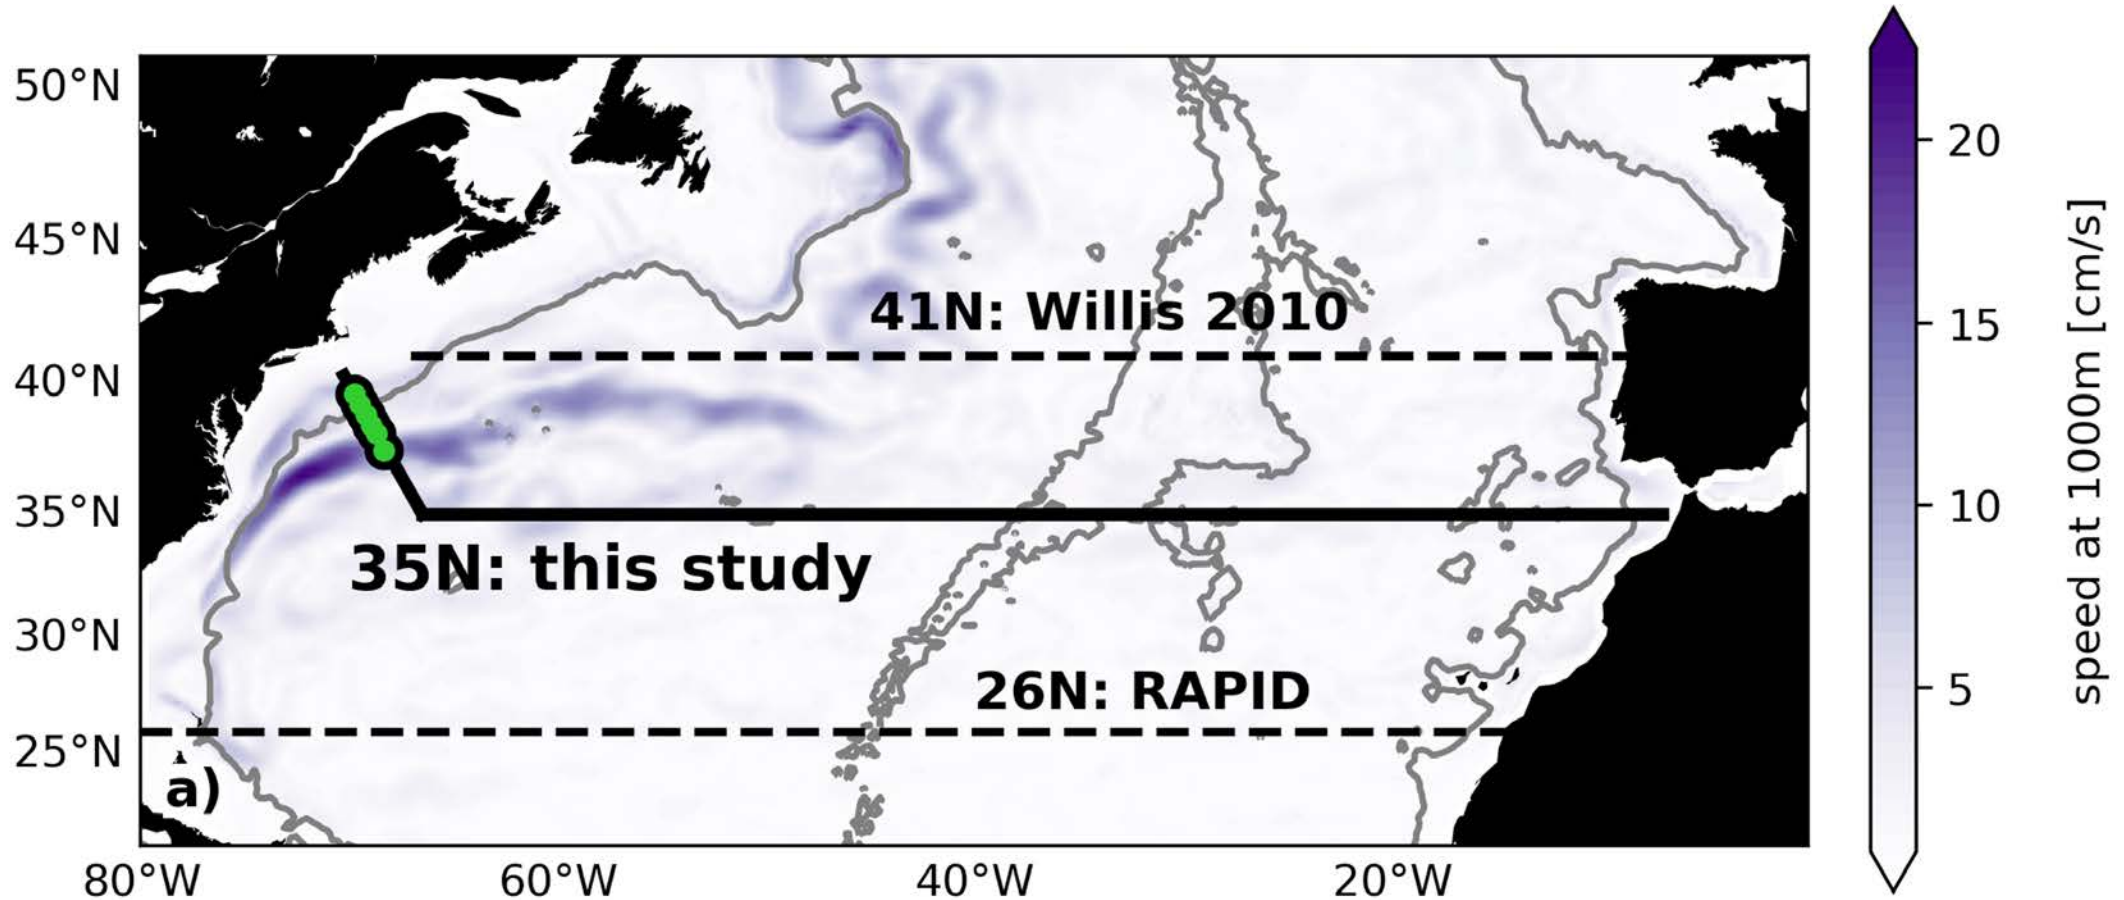 50°N
45°N
40°N
35°N
30°N
25°N
41N: Willis 2010
35N: this study
26N: RAPID
a)
80°W
60°W
40°W
20°W
20
15
10
5
speed at 1000m [cm/s]